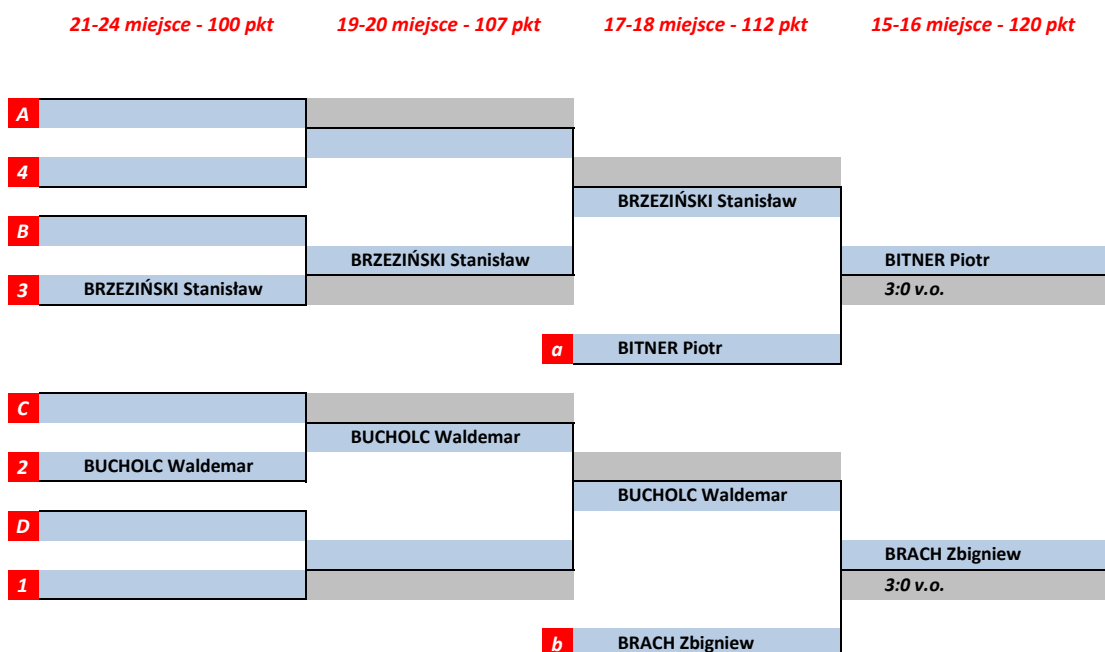 21-24 miejsce - 100 pkt 19-20 miejsce - 107 pkt 17-18 miejsce - 112 pkt 15-16 miejsce - 120 pkt
A
4
BRZEZIŃSKI Stanisław
B
BRZEZIŃSKI Stanisław BITNER Piotr
3 BRZEZIŃSKI Stanisław 3:0 v.o.
a BITNER Piotr
C
BUCHOLC Waldemar
2 BUCHOLC Waldemar
BUCHOLC Waldemar
D
BRACH Zbigniew
1 3:0 v.o.
b BRACH Zbigniew